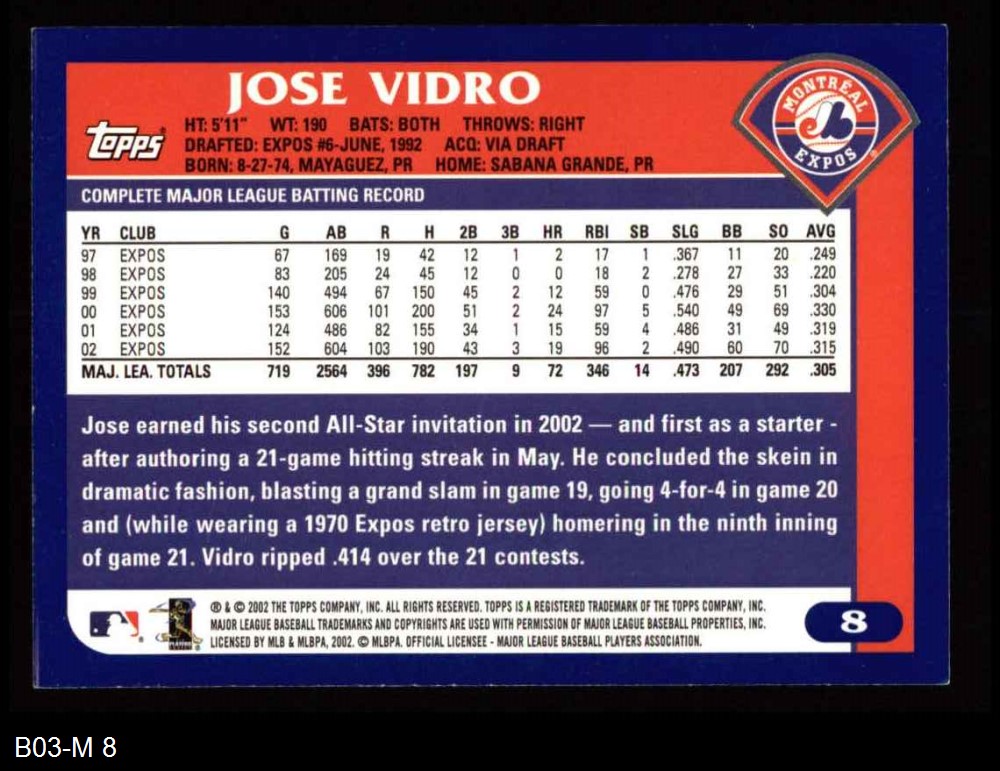 JOSE VIDRO
MONTRÉAL
EXPOS
topps
HT: 5'11" WT: 190 BATS: BOTH THROWS: RIGHT
DRAFTED: EXPOS #6-JUNE, 1992 ACQ: VIA DRAFT
BORN: 8-27-74, MAYAGUEZ, PR HOME: SABANA GRANDE, PR
COMPLETE MAJOR LEAGUE BATTING RECORD
YR CLUB G AB R H 2B 3B HR RBI SB SLG BB SO AVG
97 EXPOS 67 169 19 42 12 1 2 17 1 .367 11 20 .249
98 EXPOS 83 205 24 45 12 0 0 18 2 .278 27 33 .220
99 EXPOS 140 494 67 150 45 2 12 59 0 .476 29 51 .304
00 EXPOS 153 606 101 200 51 2 24 97 5 .540 49 69 .330
01 EXPOS 124 486 82 155 34 1 15 59 4 .486 31 49 .319
02 EXPOS 152 604 103 190 43 3 19 96 2 .490 60 70 .315
MAJ. LEA. TOTALS 719 2564 396 782 197 9 72 346 14 .473 207 292 .305
Jose earned his second All-Star invitation in 2002 — and first as a starter -
after authoring a 21-game hitting streak in May. He concluded the skein in
dramatic fashion, blasting a grand slam in game 19, going 4-for-4 in game 20
and (while wearing a 1970 Expos retro jersey) homering in the ninth inning
of game 21. Vidro ripped .414 over the 21 contests.
® & © 2002 THE TOPPS COMPANY, INC. ALL RIGHTS RESERVED. TOPPS IS A REGISTERED TRADEMARK OF THE TOPPS COMPANY, INC.
MAJOR LEAGUE BASEBALL TRADEMARKS AND COPYRIGHTS ARE USED WITH PERMISSION OF MAJOR LEAGUE BASEBALL PROPERTIES, INC.
LICENSED BY MLB & MLBPA, 2002. © MLBPA. OFFICIAL LICENSEE - MAJOR LEAGUE BASEBALL PLAYERS ASSOCIATION.
8
B03-M 8